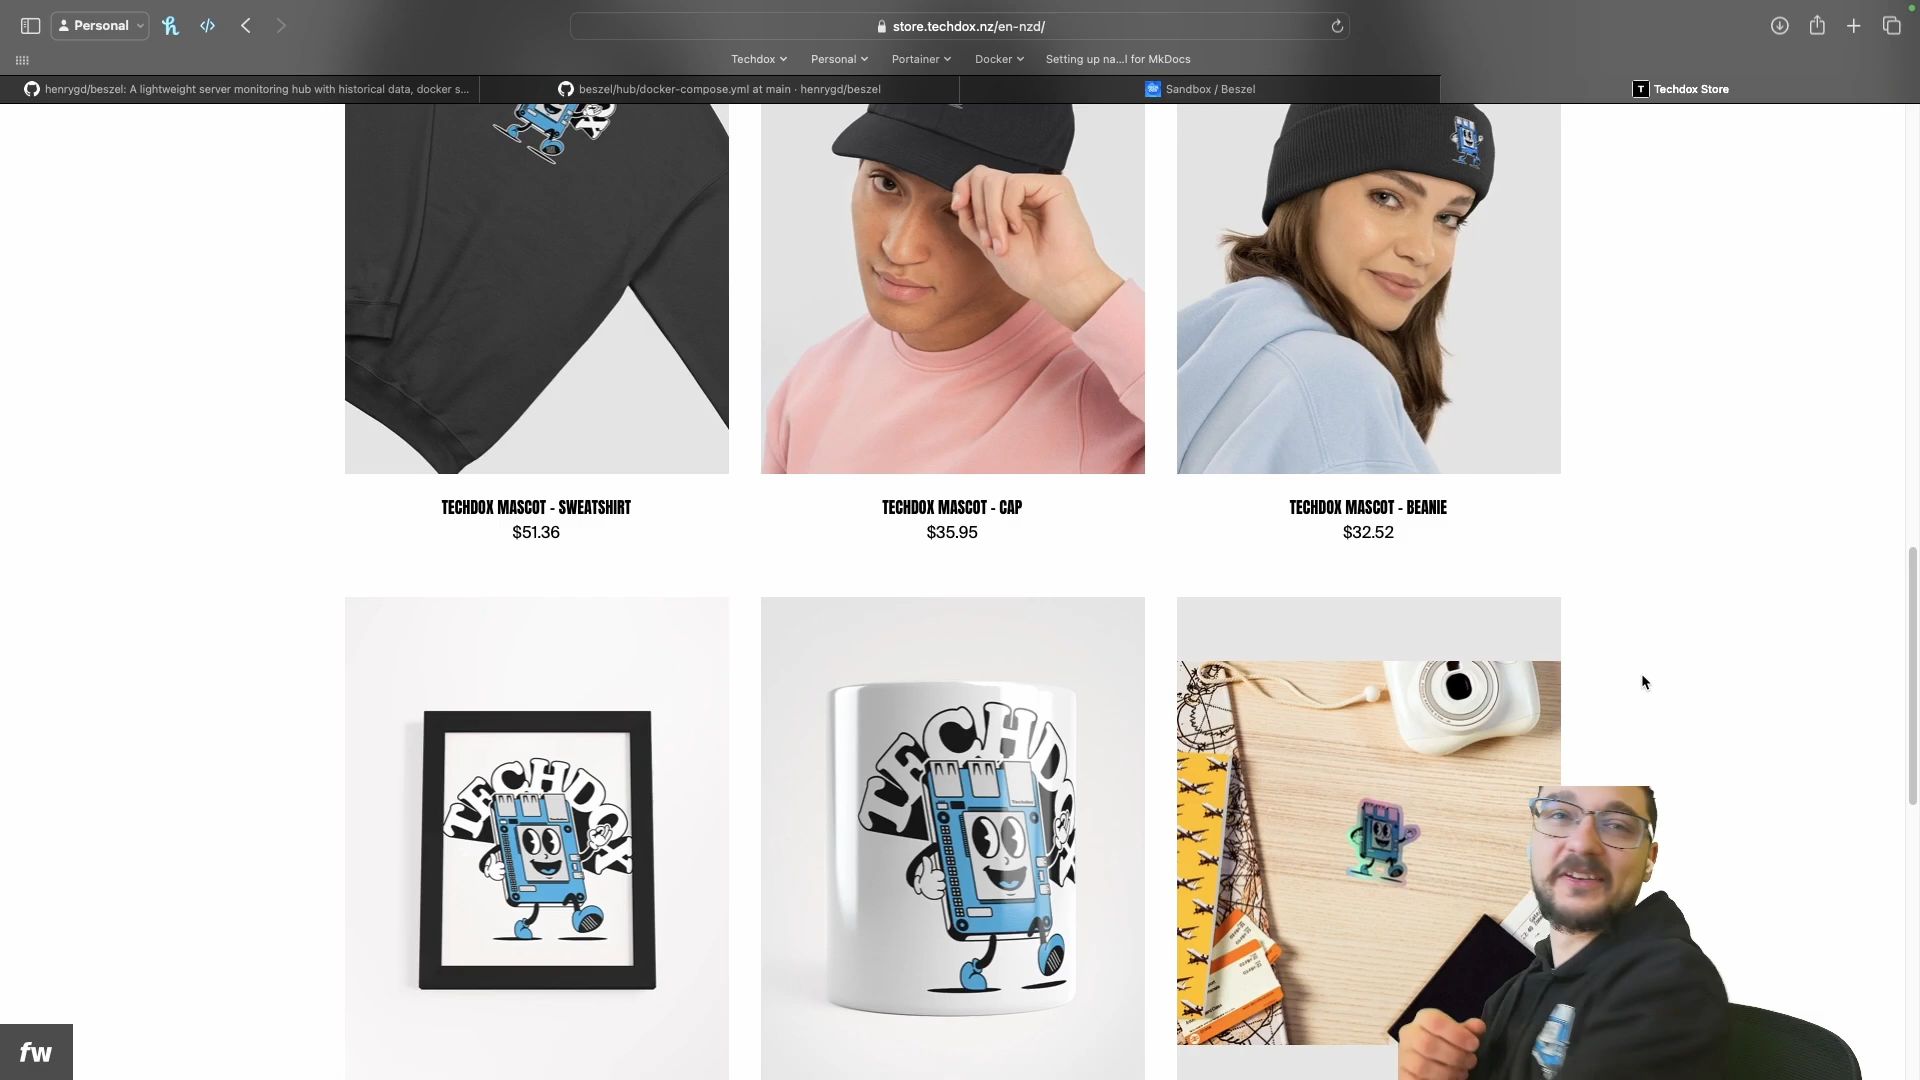 Personal
store.techdox.nz/en-nzd/
Techdox Personal Portainer Docker Setting up na...l for MkDocs
henrygd/beszel: A lightweight server monitoring hub with historical data, docker s...
beszel/hub/docker-compose.yml at main · henrygd/beszel
Sandbox / Beszel
T Techdox Store
TECHDOX MASCOT - SWEATSHIRT
$51.36
TECHDOX MASCOT - CAP
$35.95
TECHDOX MASCOT - BEANIE
$32.52
TECHDOX
TECHDOX
fw